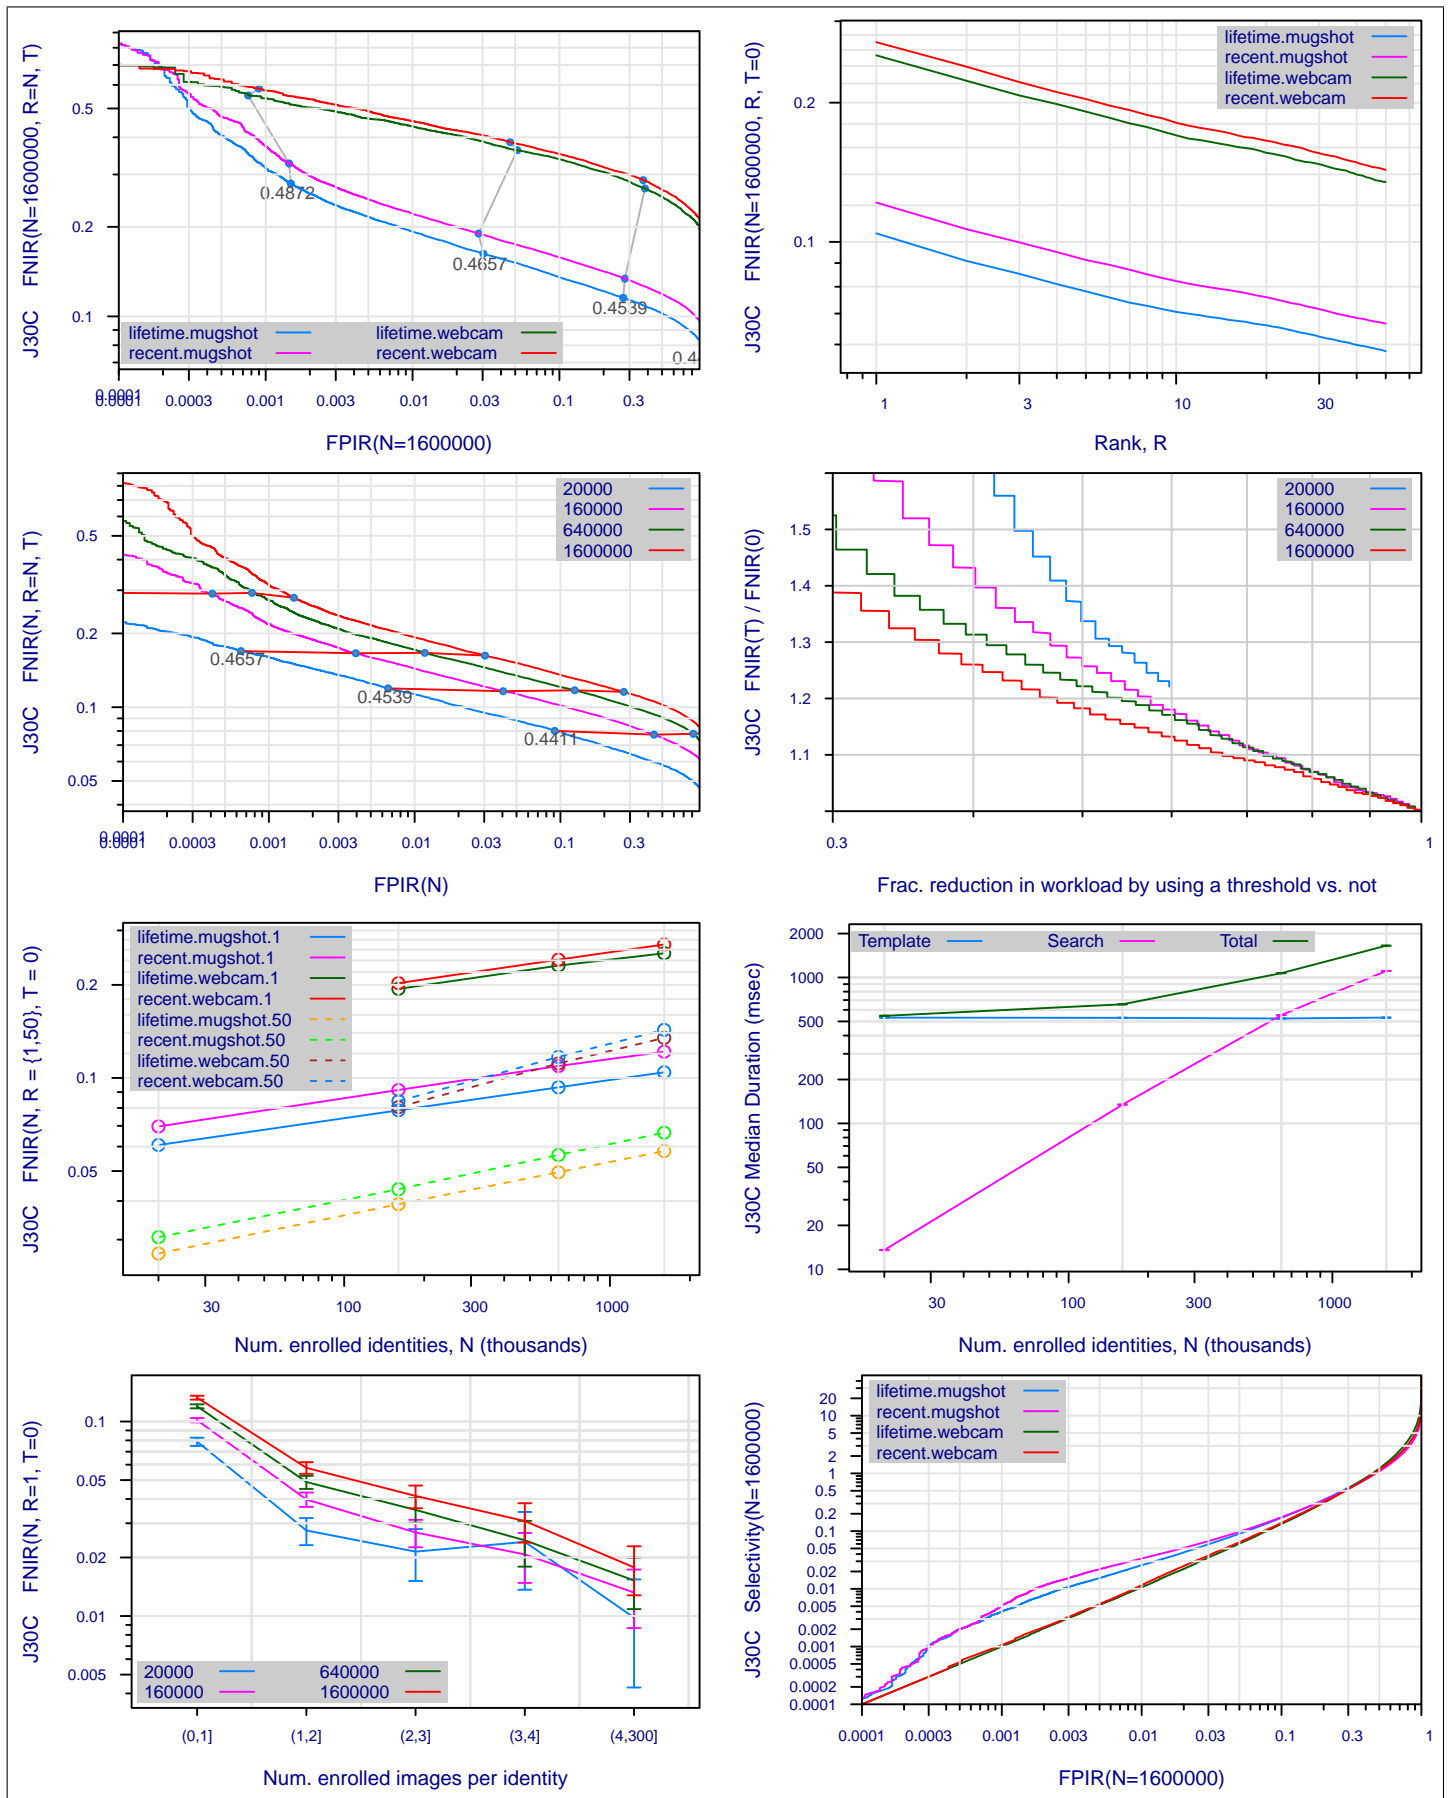 J30C FNIR(N=1600000, R=N, T)
0.5
0.2
0.1
0.4872
0.4657
0.4539
lifetime.mugshot
recent.mugshot
lifetime.webcam
recent.webcam
0.0001 0.0003 0.001 0.003 0.01 0.03 0.1 0.3
FPIR(N=1600000)
J30C FNIR(N=1600000, R, T=0)
0.2
0.1
lifetime.mugshot
recent.mugshot
lifetime.webcam
recent.webcam
1 3 10 30
Rank, R
J30C FNIR(N, R=N, T)
0.5
0.2
0.1
0.05
20000
160000
640000
1600000
0.4657
0.4539
0.4411
0.0001 0.0003 0.001 0.003 0.01 0.03 0.1 0.3
FPIR(N)
J30C FNIR(T) / FNIR(0)
1.5
1.4
1.3
1.2
1.1
20000
160000
640000
1600000
0.3 1
Frac. reduction in workload by using a threshold vs. not
J30C FNIR(N, R = {1,50}, T = 0)
0.2
0.1
0.05
lifetime.mugshot.1
recent.mugshot.1
lifetime.webcam.1
recent.webcam.1
lifetime.mugshot.50
recent.mugshot.50
lifetime.webcam.50
recent.webcam.50
30 100 300 1000
Num. enrolled identities, N (thousands)
J30C Median Duration (msec)
2000
1000
500
200
100
50
20
10
Template Search Total
30 100 300 1000
Num. enrolled identities, N (thousands)
J30C FNIR(N, R=1, T=0)
0.1
0.05
0.02
0.01
0.005
20000
160000
640000
1600000
(0,1] (1,2] (2,3] (3,4] (4,300]
Num. enrolled images per identity
J30C Selectivity(N=1600000)
20
10
5
2
1
0.5
0.2
0.1
0.05
0.02
0.01
0.005
0.002
0.001
0.0005
0.0002
0.0001
lifetime.mugshot
recent.mugshot
lifetime.webcam
recent.webcam
0.0001 0.0003 0.001 0.003 0.01 0.03 0.1 0.3 1
FPIR(N=1600000)